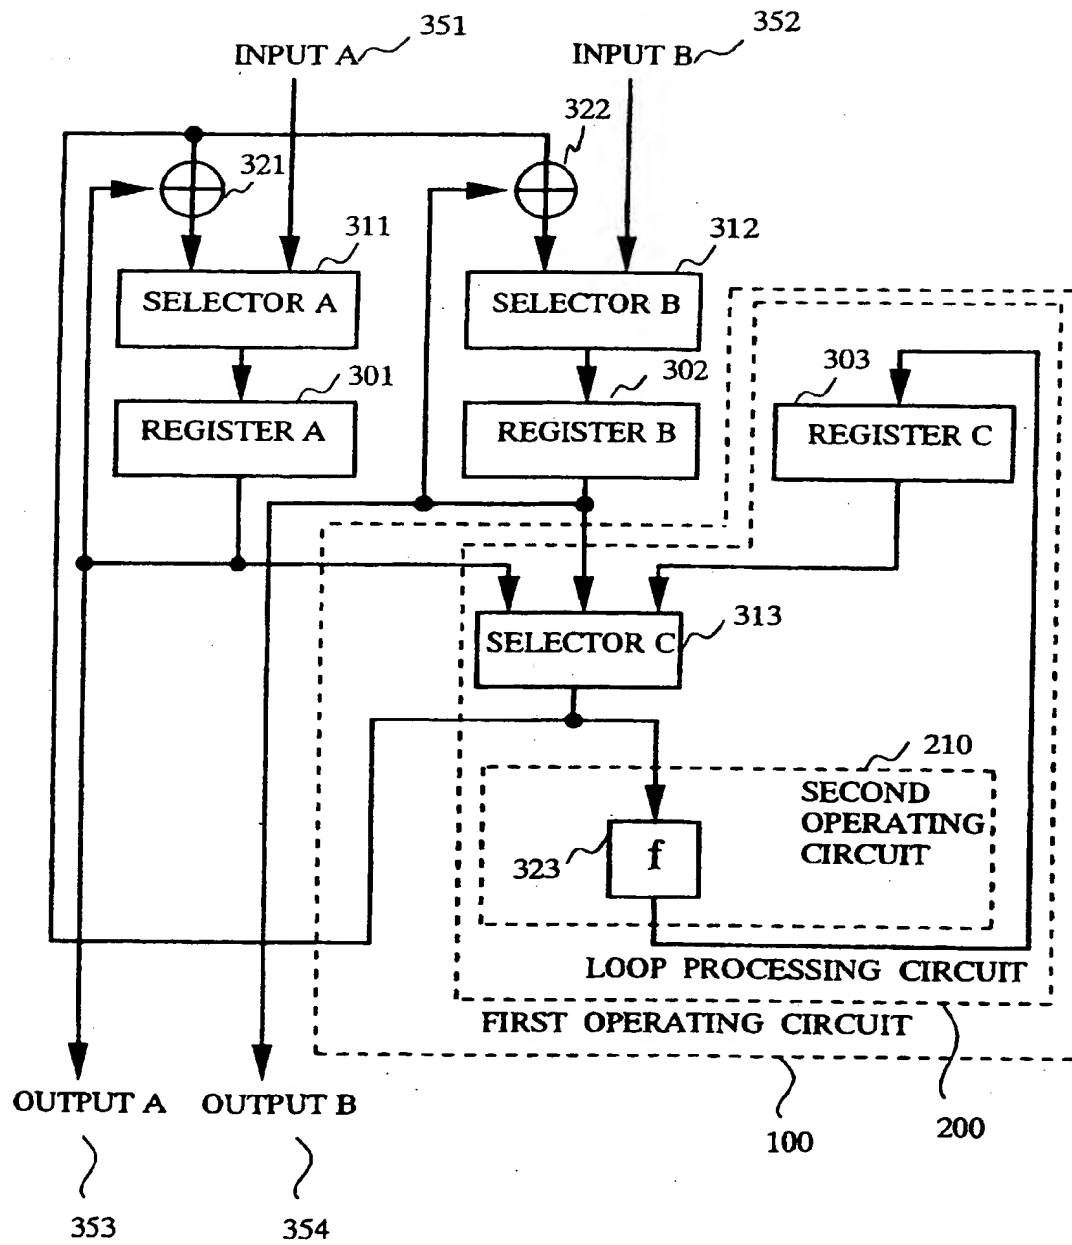 351
352
INPUT A
INPUT B
322
321
311
312
SELECTOR A
SELECTOR B
301
302
303
REGISTER A
REGISTER B
REGISTER C
SELECTOR C
313
210
SECOND
OPERATING
CIRCUIT
323
f
LOOP PROCESSING CIRCUIT
FIRST OPERATING CIRCUIT
OUTPUT A
OUTPUT B
100
200
353
354